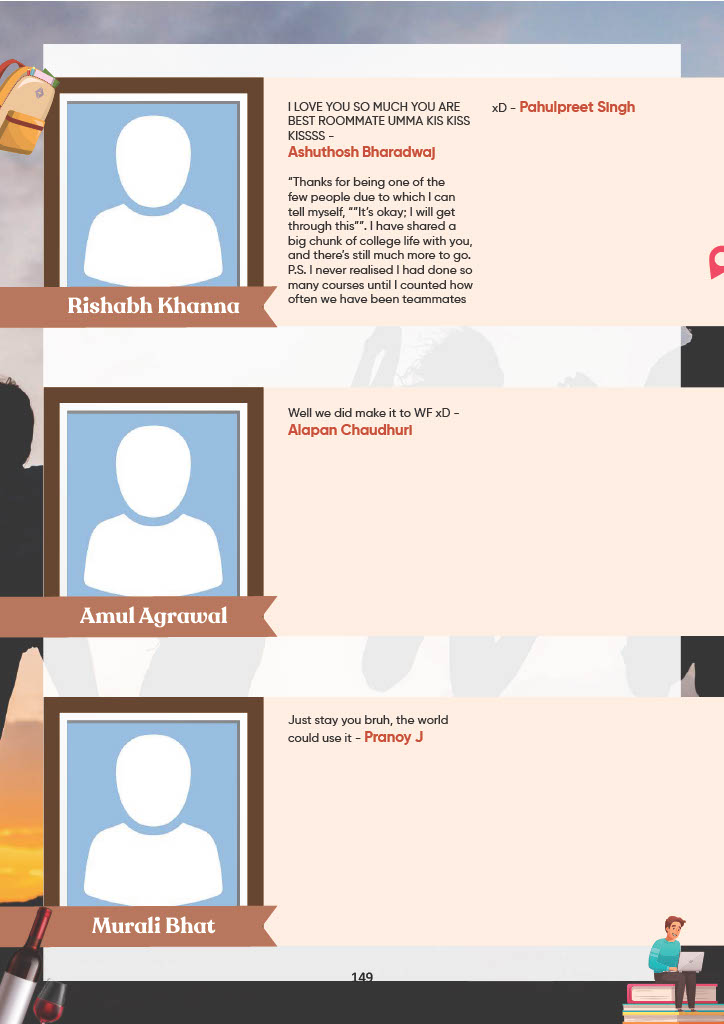 I LOVE YOU SO MUCH YOU ARE
BEST ROOMMATE UMMA KIS KISS
KISSSS -
Ashuthosh Bharadwaj
“Thanks for being one of the
few people due to which I can
tell myself, ““It’s okay; I will get
through this””. I have shared a
big chunk of college life with you,
and there’s still much more to go.
P.S. I never realised I had done so
many courses until I counted how
often we have been teammates
xD - Pahulpreet Singh
Rishabh Khanna
Well we did make it to WF xD -
Alapan Chaudhuri
Amul Agrawal
Just stay you bruh, the world
could use it - Pranoy J
Murali Bhat
149